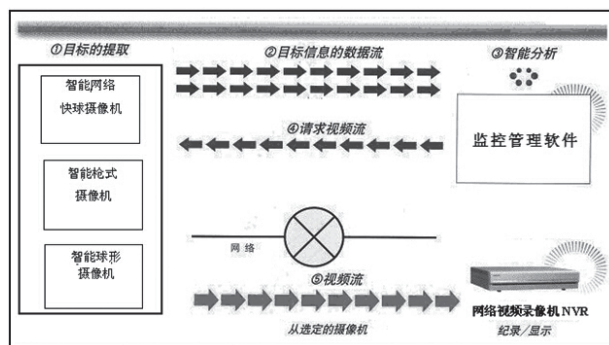 ①目标的提取
②目标信息的数据流
③智能分析
智能网络
快球摄像机
④请求视频流
监控管理软件
智能枪式
摄像机
网络
智能球形
摄像机
⑤视频流
网络视频录像机 NVR
从选定的摄像机
纪录/显示